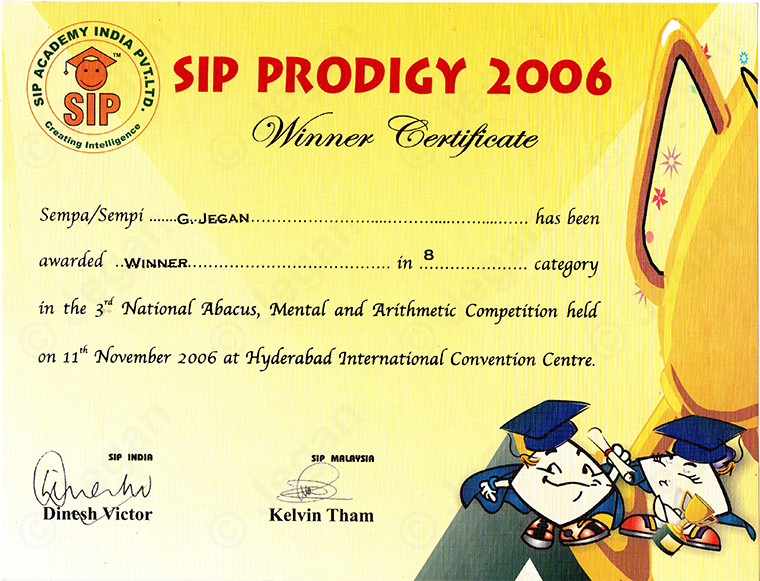 SIP ACADEMY INDIA PVT.LTD.
TM
SIP
Creating Intelligence
SIP PRODIGY 2006
Winner Certificate
Sempa/Sempi .......G. JEGAN................................................................ has been
awarded ..WINNER............................................ in 8........................ category
in the 3rd National Abacus, Mental and Arithmetic Competition held
on 11th November 2006 at Hyderabad International Convention Centre.
SIP INDIA
Dinesh Victor
SIP MALAYSIA
Kelvin Tham
© Jegan